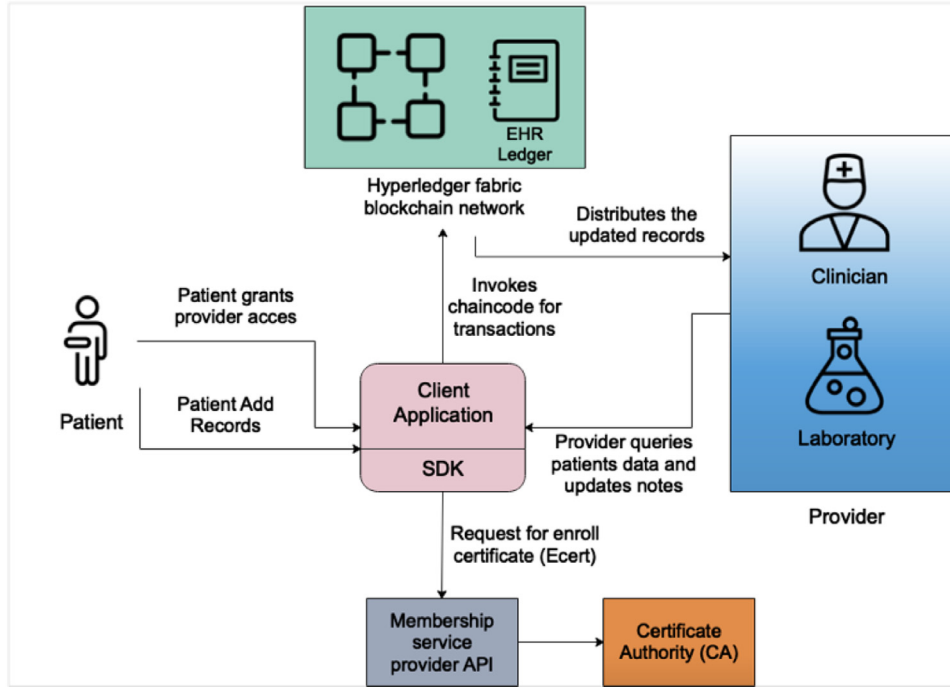 EHR
Ledger
Hyperledger fabric
blockchain network
Distributes the
updated records
Clinician
Invokes
chaincode for
transactions
Patient grants
provider acces
Patient
Patient Add
Records
Client
Application
SDK
Laboratory
Provider queries
patients data and
updates notes
Provider
Request for enroll
certificate (Ecert)
Membership
service
provider API
Certificate
Authority (CA)